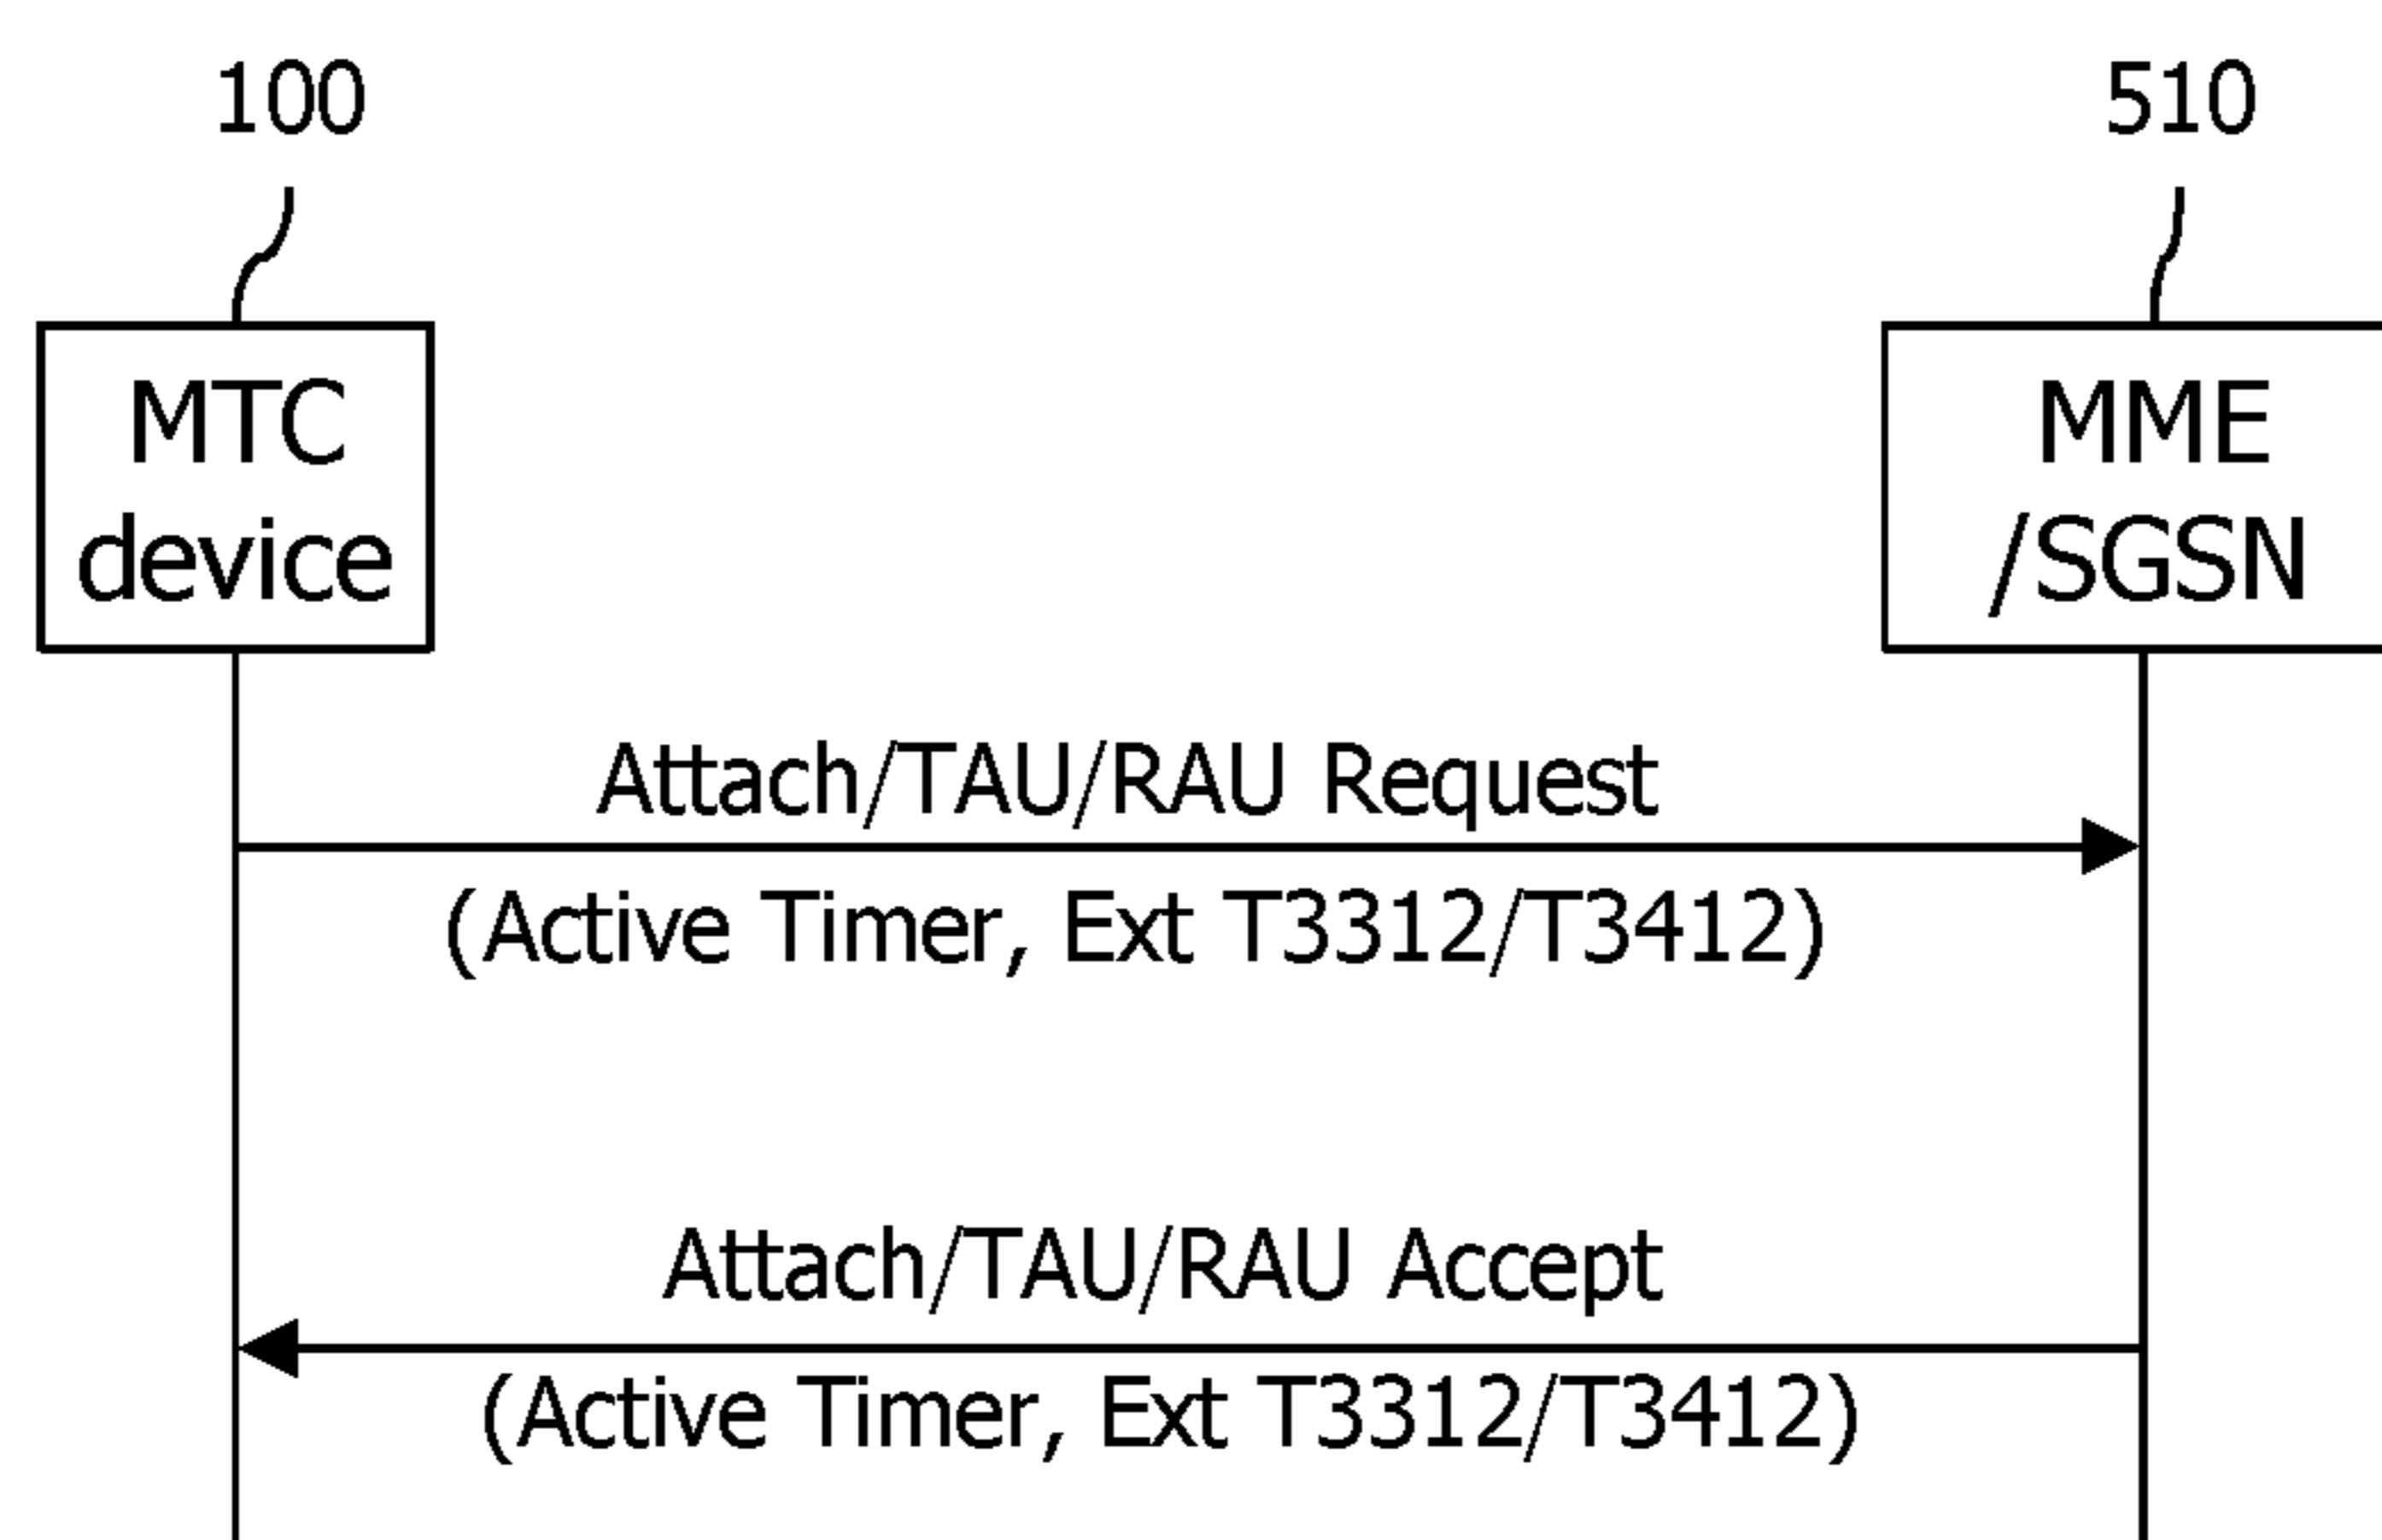 100
510
MTC
device
MME
/SGSN
Attach/TAU/RAU Request
(Active Timer, Ext T3312/T3412)
Attach/TAU/RAU Accept
(Active Timer, Ext T3312/T3412)